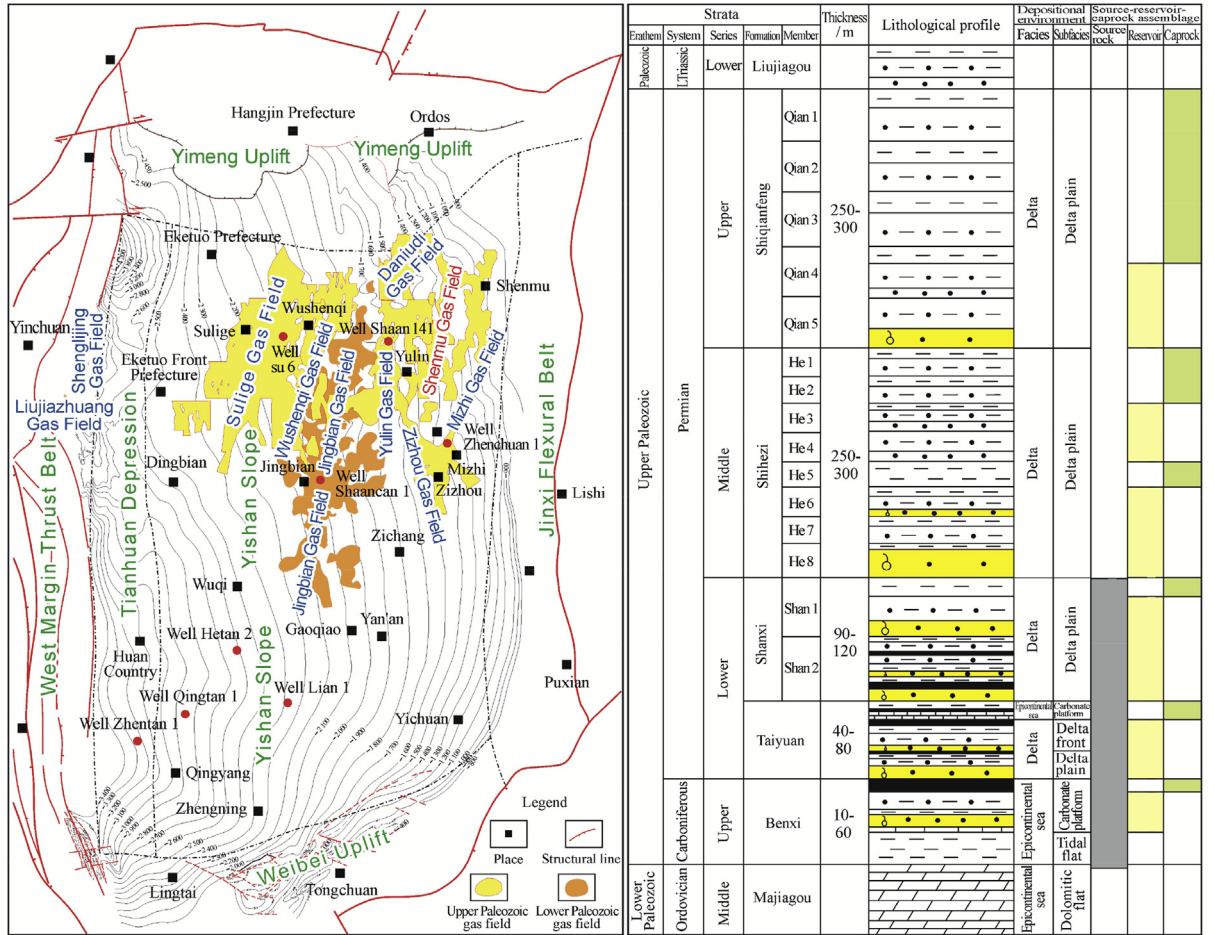 Hangjin Prefecture
Ordos
Yimeng Uplift
Yimeng Uplift
Eketuo Prefecture
Daniudi
Gas Field
Shenmu
Wushenqi
Sulige
Well Shaan 141
Yinchuan
Shenglijing
Gas Field
Well
su 6
Yulin
Sulige Gas Field
Wushenqi Gas Field
Jingbian Gas Field
Yulin Gas Field
Shenmu Gas Field
Mizhi Gas Field
Eketuo Front
Prefecture
Liujiazhuang
Gas Field
Well
Zhenchuan 1
Zizhou Gas Field
Mizhi
Zizhou
Dingbian
Jingbian
Well
Shaancan 1
Lishi
West Margin-Thrust Belt
Tianhuan Depression
Yishan Slope
Jinxi Flexural Belt
Jingbian Gas Field
Zichang
Wuqi
Gaoqiao
Yan'an
Well Hetan 2
Huan
Country
Puxian
Well Qingtan 1
Well Lian 1
Yishan Slope
Well Zhentan 1
Yichuan
Qingyang
Zhengning
Weibei Uplift
Lingtai
Tongchuan
Legend
Place
Structural line
Upper Paleozoic
gas field
Lower Paleozoic
gas field
Strata
Thickness
/ m
Lithological profile
Depositional
environment
Source-reservoir-
caprock assemblage
Erathem
System
Series
Formation
Member
Facies
Subfacies
Source
rock
Reservoir
Caprock
Paleozoic
LTriassic
Lower
Liujiagou
Upper Paleozoic
Permian
Upper
Shiqianfeng
Qian 1
Qian 2
Qian 3
Qian 4
Qian 5
250-
300
Delta
Delta plain
Middle
Shihezi
He 1
He 2
He 3
He 4
He 5
He 6
He 7
He 8
250-
300
Delta
Delta plain
Lower
Shanxi
Shan 1
Shan 2
90-
120
Delta
Delta plain
Taiyuan
40-
80
Epicontinental
sea
Carbonate
platform
Delta
Delta
front
Delta
plain
Carboniferous
Upper
Benxi
10-
60
Epicontinental
sea
Carbonate
platform
Tidal
flat
Lower
Paleozoic
Ordovician
Middle
Majiagou
Epicontinental
sea
Dolomitic
flat